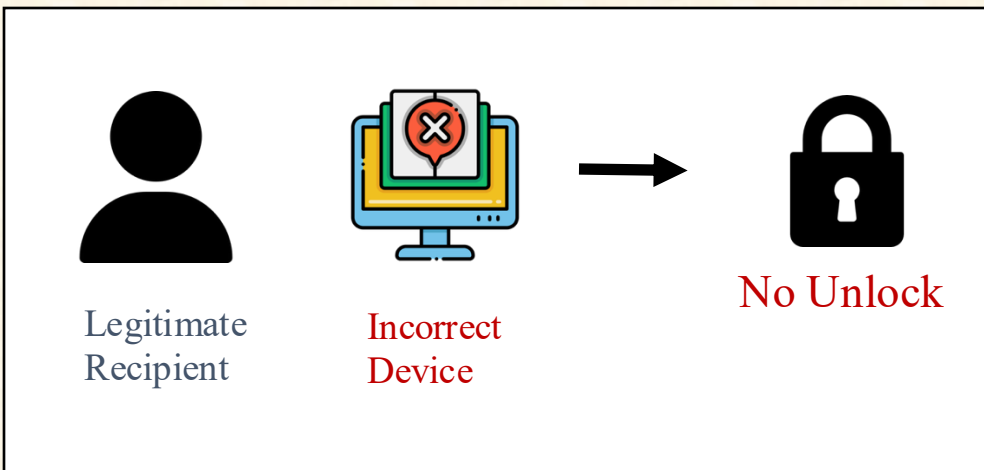 Legitimate
Recipient
Incorrect
Device
No Unlock